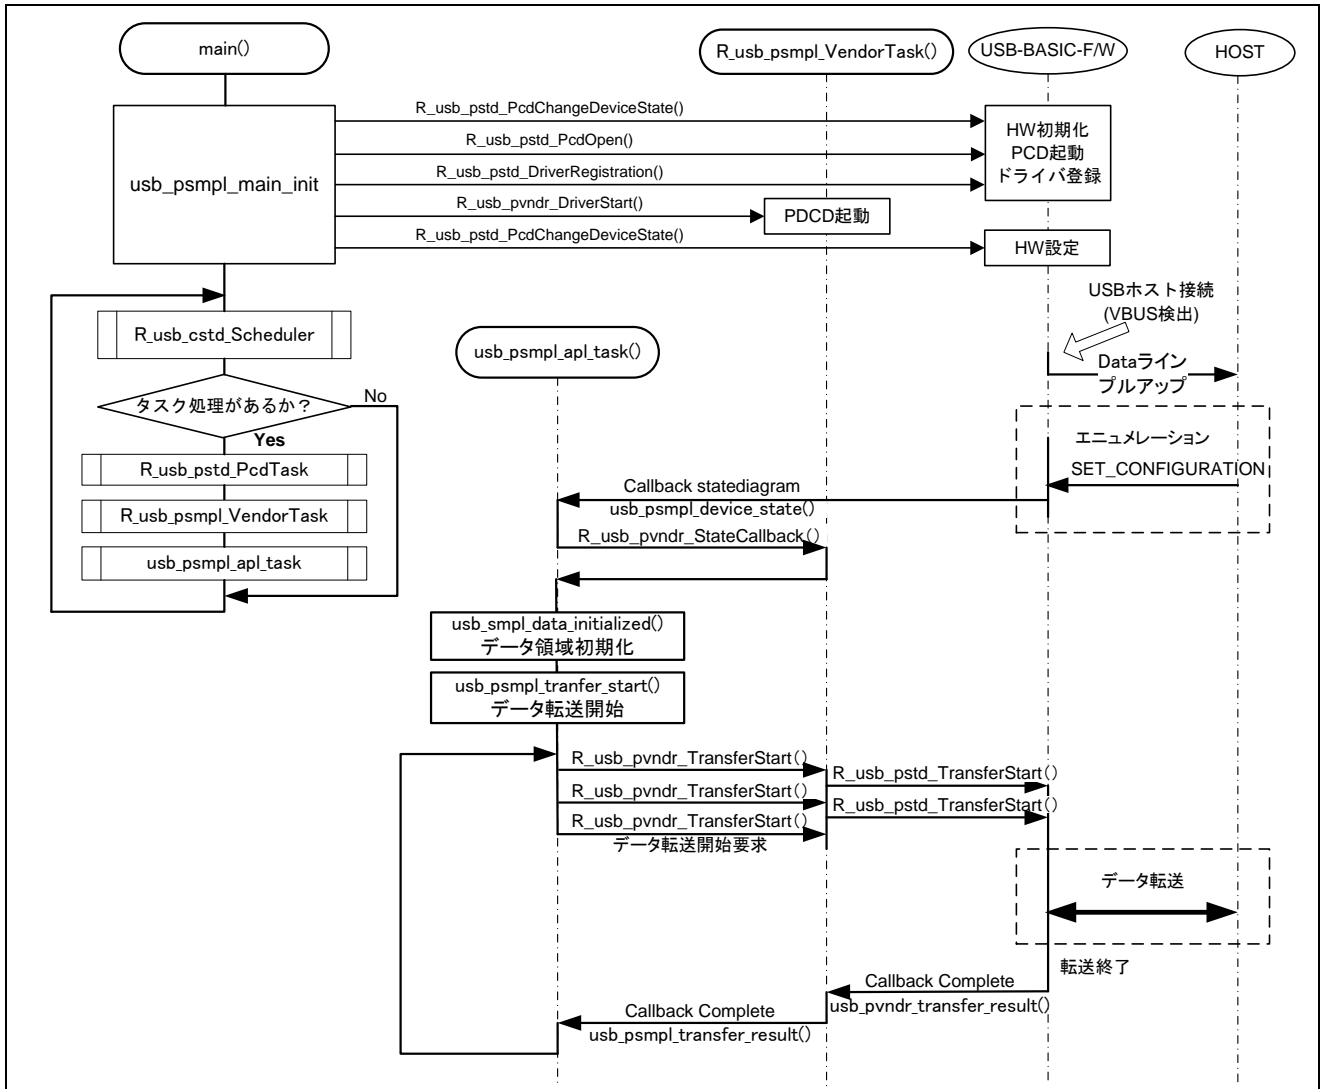 main()
R_usb_psmpl_VendorTask()
USB-BASIC-F/W
HOST
usb_psmpl_main_init
R_usb_pstd_PcdChangeDeviceState()
R_usb_pstd_PcdOpen()
R_usb_pstd_DriverRegistration()
R_usb_pvndr_DriverStart()
R_usb_pstd_PcdChangeDeviceState()
HW初期化
PCD起動
ドライバ登録
PDCD起動
HW設定
USBホスト接続
(VBUS検出)
Dataライン
プルアップ
R_usb_cstd_Scheduler
タスク処理があるか?
No
Yes
R_usb_pstd_PcdTask
R_usb_psmpl_VendorTask
usb_psmpl_apl_task
usb_psmpl_apl_task()
エニュメレーション
SET_CONFIGURATION
Callback statediagram
usb_psmpl_device_state()
R_usb_pvndr_StateCallback()
usb_smpl_data_initialized()
データ領域初期化
usb_psmpl_tranfer_start()
データ転送開始
R_usb_pvndr_TransferStart()
R_usb_pstd_TransferStart()
R_usb_pvndr_TransferStart()
R_usb_pstd_TransferStart()
R_usb_pvndr_TransferStart()
データ転送開始要求
データ転送
転送終了
Callback Complete
usb_pvndr_transfer_result()
Callback Complete
usb_psmpl_transfer_result()